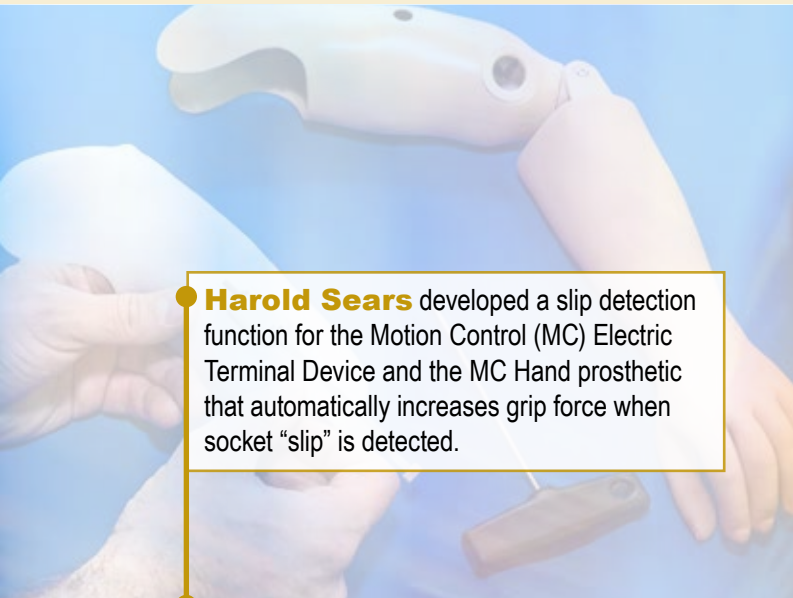 Harold Sears developed a slip detection
function for the Motion Control (MC) Electric
Terminal Device and the MC Hand prosthetic
that automatically increases grip force when
socket “slip” is detected.